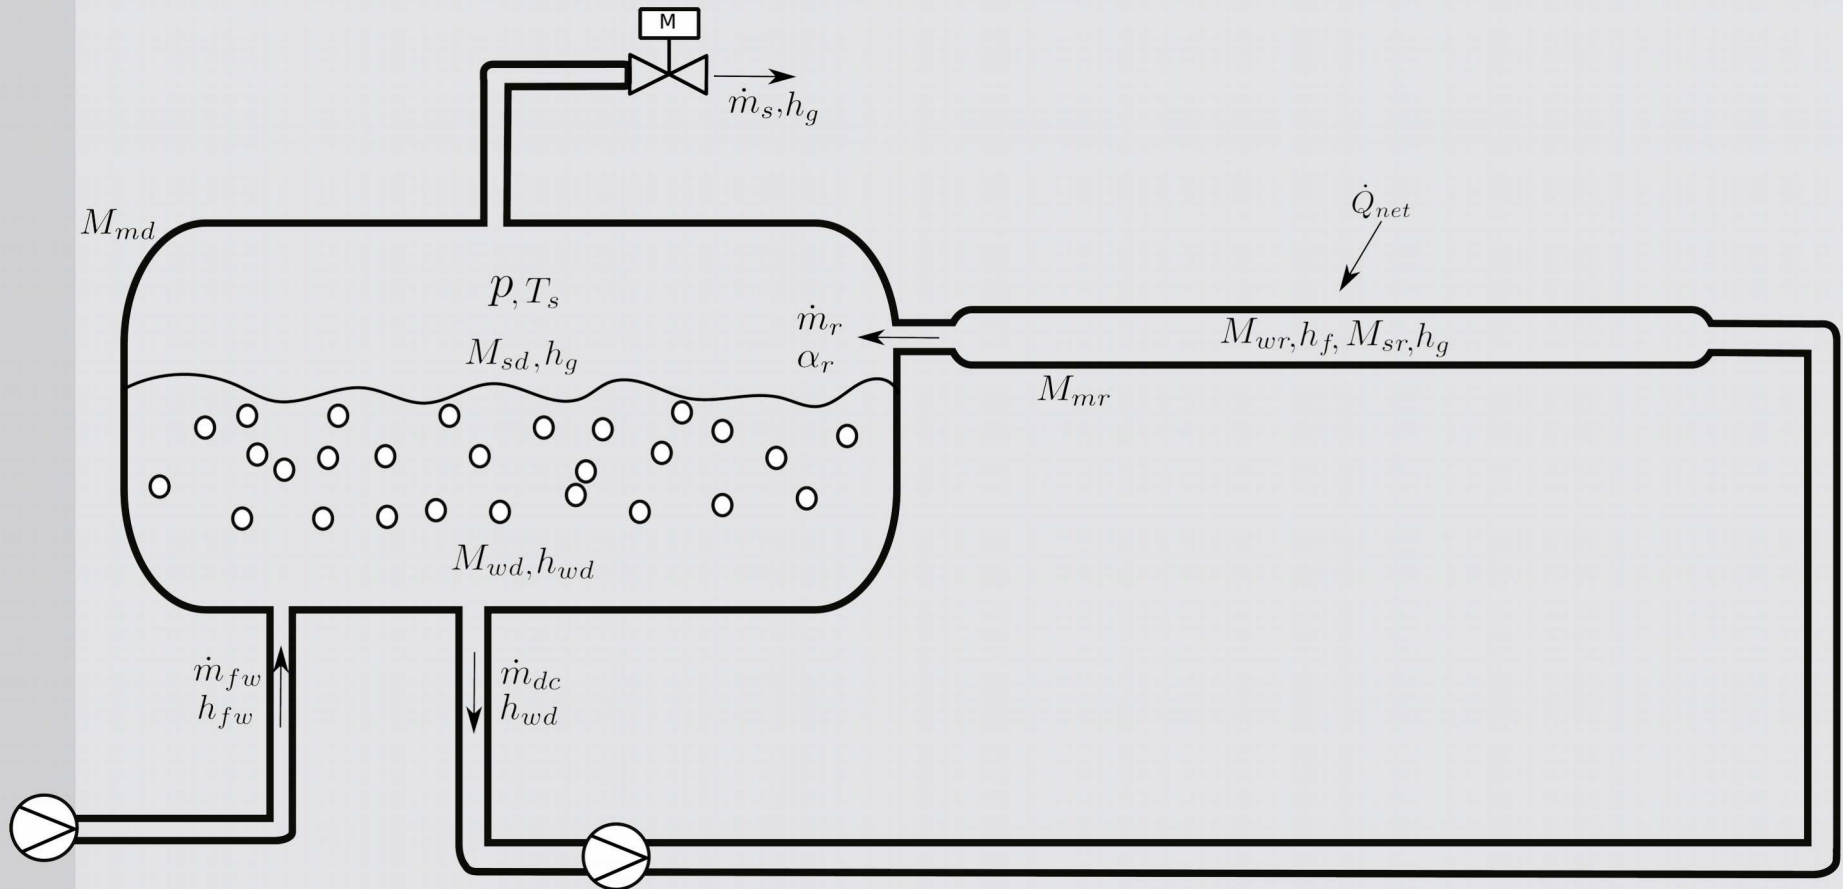 M
ṁ_s, h_g
M_md
Q̇_net
p, T_s
ṁ_r
α_r
M_wr, h_f, M_sr, h_g
M_sd, h_g
M_mr
M_wd, h_wd
ṁ_fw
h_fw
ṁ_dc
h_wd